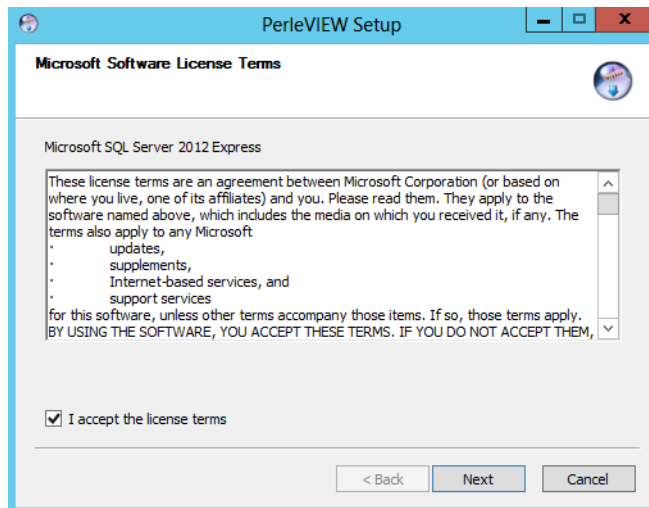 PerleVIEW Setup
Microsoft Software License Terms
Microsoft SQL Server 2012 Express
These license terms are an agreement between Microsoft Corporation (or based on
where you live, one of its affiliates) and you. Please read them. They apply to the
software named above, which includes the media on which you received it, if any. The
terms also apply to any Microsoft
· updates,
· supplements,
· Internet-based services, and
· support services
for this software, unless other terms accompany those items. If so, those terms apply.
BY USING THE SOFTWARE, YOU ACCEPT THESE TERMS. IF YOU DO NOT ACCEPT THEM,
I accept the license terms
< Back Next Cancel